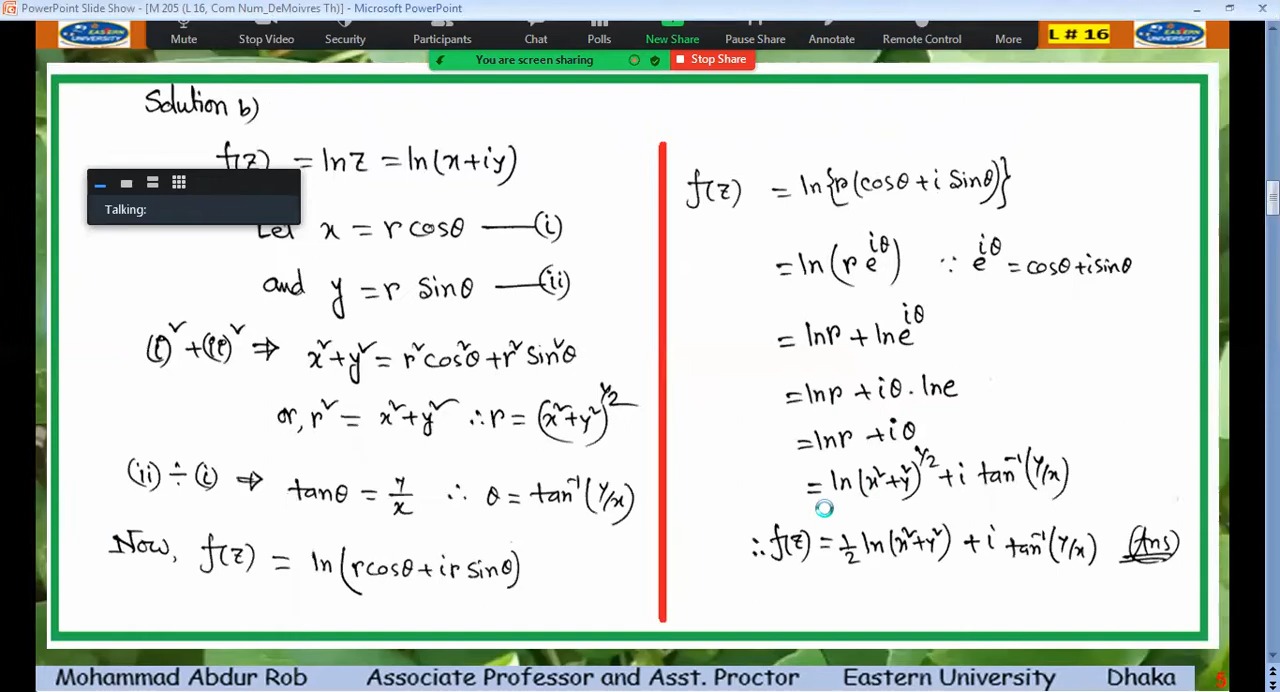 PowerPoint Slide Show - [M 205 (L 16, Com Num_DeMoivres Th)] - Microsoft PowerPoint
EASTERN UNIVERSITY
Mute Stop Video Security Participants Chat Polls New Share Pause Share Annotate Remote Control More
L # 16
EASTERN UNIVERSITY
You are screen sharing Stop Share
Solution b)
f(z) = ln z = ln(x+iy)
Talking:
Let x = r cosθ —— (i)
and y = r sinθ —— (ii)
(i)² + (ii)² ⇒ x² + y² = r² cos²θ + r² sin²θ
or, r² = x² + y² ∴ r = (x² + y²)^1/2
(ii) ÷ (i) ⇒ tanθ = y/x ∴ θ = tan⁻¹(y/x)
Now, f(z) = ln(r cosθ + i r sinθ)
f(z) = ln{r(cosθ + i sinθ)}
= ln(r e^iθ) ∵ e^iθ = cosθ + i sinθ
= ln r + ln e^iθ
= ln r + iθ . ln e
= ln r + iθ
= ln(x² + y²)^1/2 + i tan⁻¹(y/x)
∴ f(z) = 1/2 ln(x² + y²) + i tan⁻¹(y/x) (Ans)
Mohammad Abdur Rob Associate Professor and Asst. Proctor Eastern University Dhaka 5